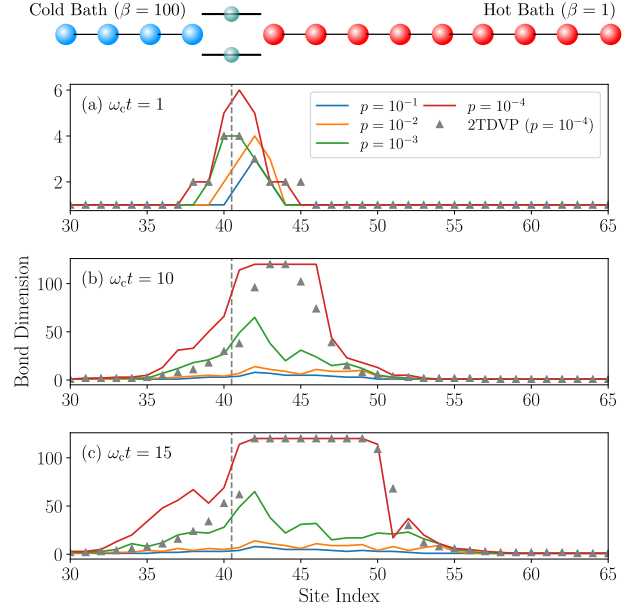 Cold Bath (β = 100)
Hot Bath (β = 1)
(a) ω_c t = 1
p = 10⁻¹
p = 10⁻²
p = 10⁻³
p = 10⁻⁴
2TDVP (p = 10⁻⁴)
6
4
2
30 35 40 45 50 55 60 65
(b) ω_c t = 10
100
50
0
30 35 40 45 50 55 60 65
Bond Dimension
(c) ω_c t = 15
100
50
0
30 35 40 45 50 55 60 65
Site Index